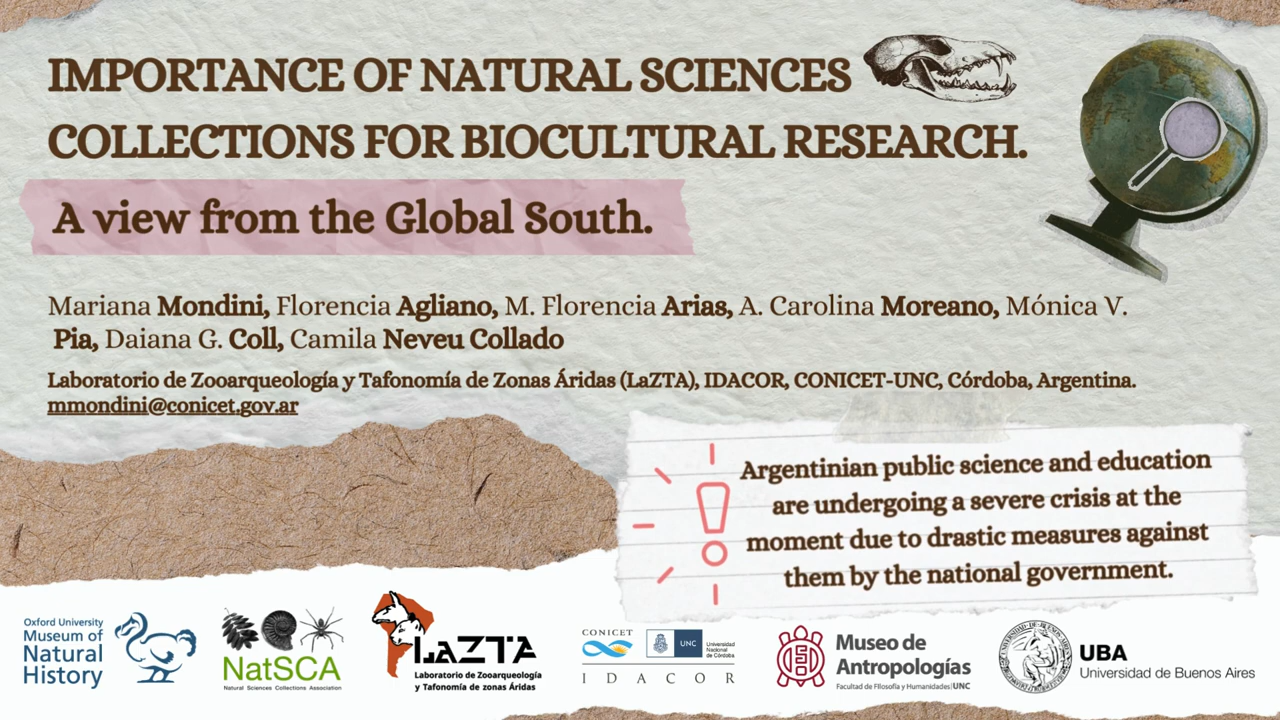 IMPORTANCE OF NATURAL SCIENCES
COLLECTIONS FOR BIOCULTURAL RESEARCH.
A view from the Global South.
Mariana Mondini, Florencia Agliano, M. Florencia Arias, A. Carolina Moreano, Mónica V.
Pia, Daiana G. Coll, Camila Neveu Collado
Laboratorio de Zooarqueología y Tafonomía de Zonas Áridas (LaZTA), IDACOR, CONICET-UNC, Córdoba, Argentina.
mmondini@conicet.gov.ar
Argentinian public science and education
are undergoing a severe crisis at the
moment due to drastic measures against
them by the national government.
Oxford University
Museum of
Natural
History
NatSCA
Natural Sciences Collections Association
LaZTA
Laboratorio de Zooarqueología
y Tafonomía de zonas Áridas
CONICET
UNC
Universidad
Nacional
de Córdoba
IDACOR
Museo de
Antropologías
Facultad de Filosofía y Humanidades | UNC
UBA
Universidad de Buenos Aires